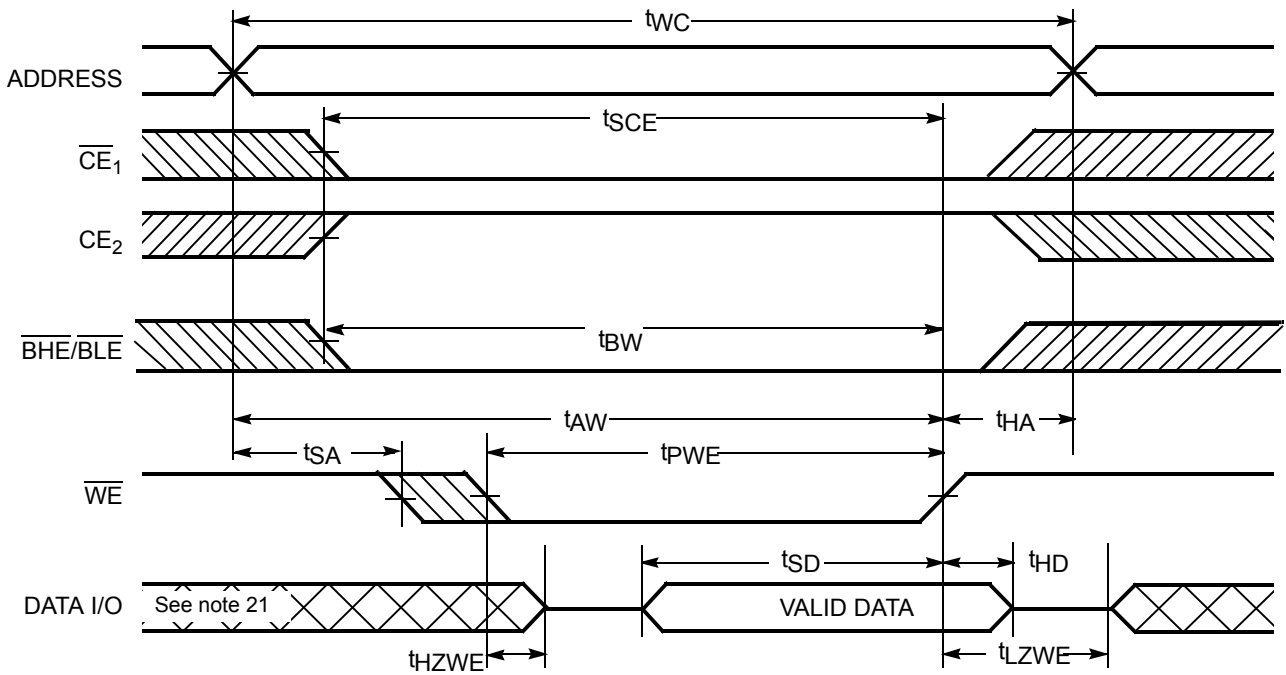 tWC
ADDRESS
tSCE
CE1
CE2
BHE/BLE
tBW
tAW
tHA
tSA
tPWE
WE
tSD
tHD
DATA I/O
See note 21
VALID DATA
tHZWE
tLZWE